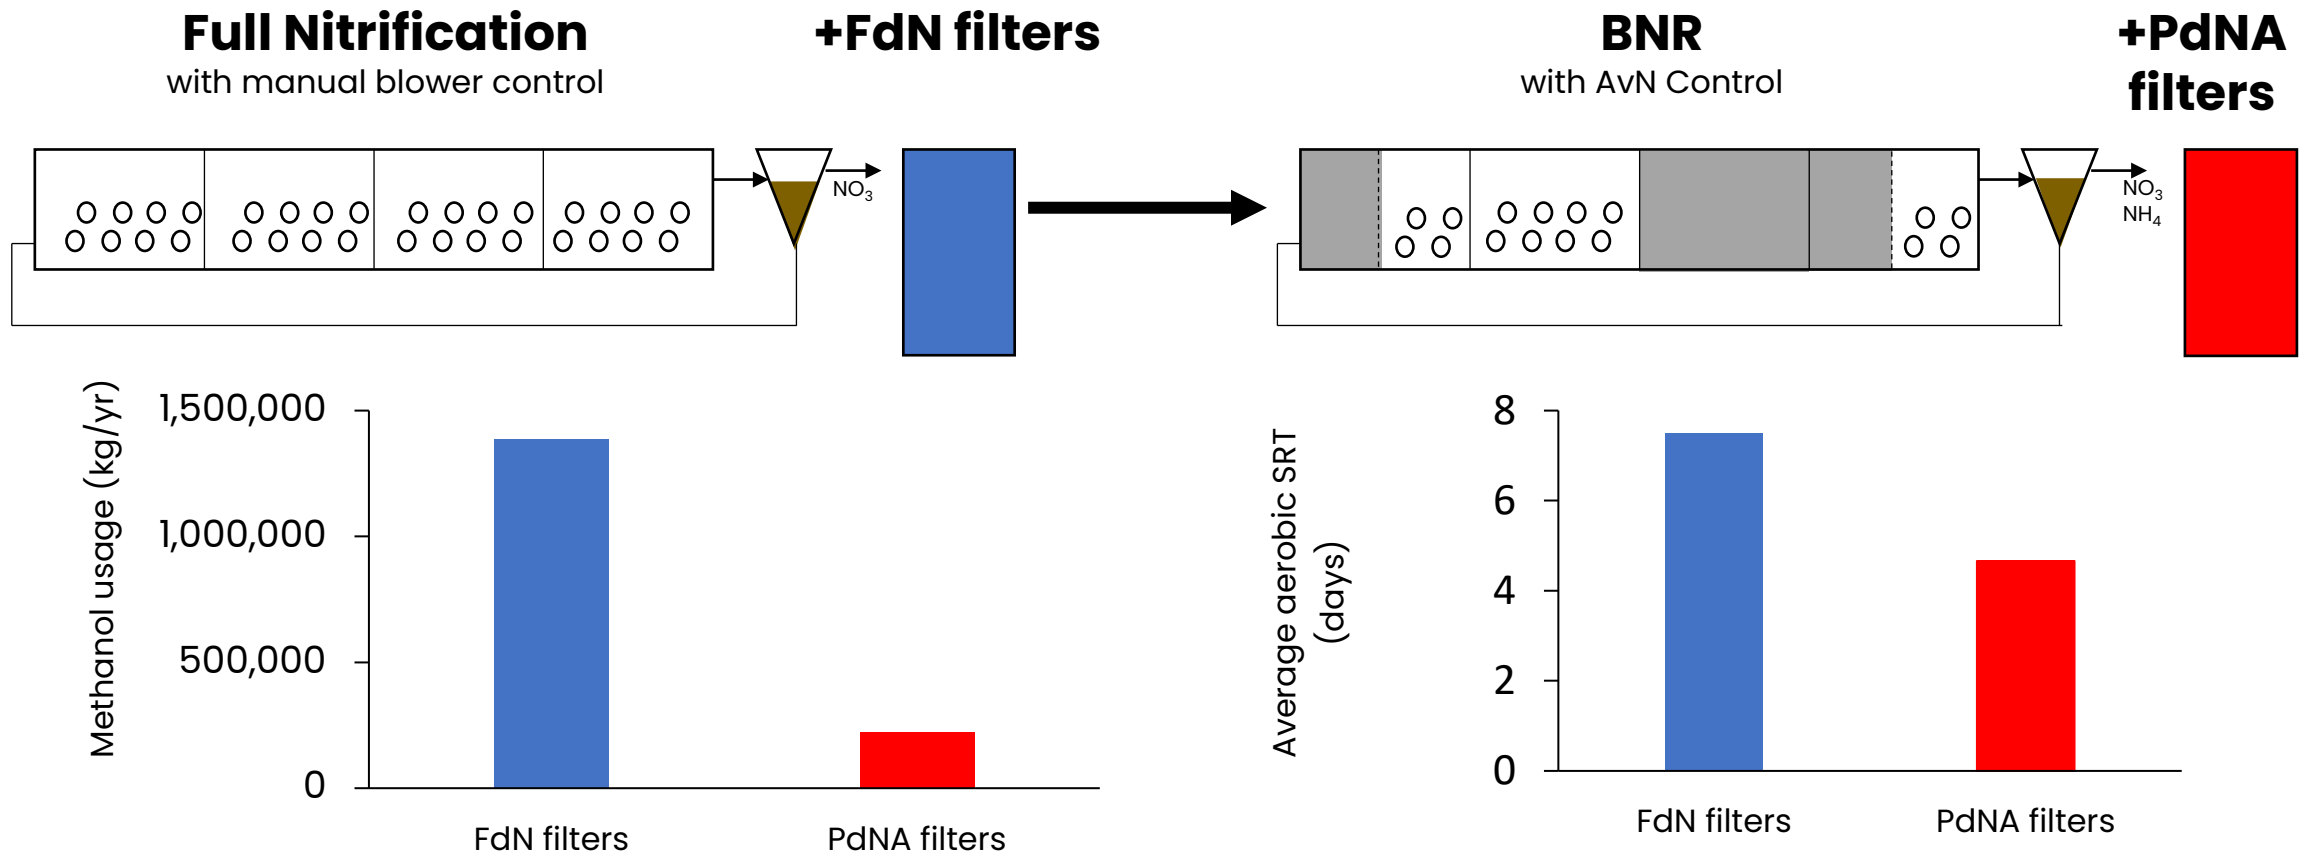 Full Nitrification
with manual blower control
+FdN filters
BNR
with AvN Control
+PdNA
filters
NO3
NO3
NH4
Methanol usage (kg/yr)
1,500,000
1,000,000
500,000
0
FdN filters
PdNA filters
Average aerobic SRT
(days)
8
6
4
2
0
FdN filters
PdNA filters